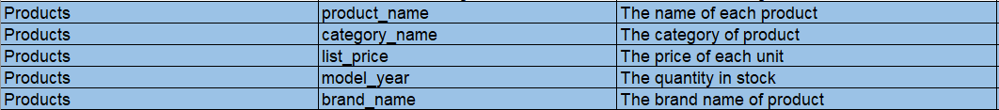 Products product_name The name of each product
Products category_name The category of product
Products list_price The price of each unit
Products model_year The quantity in stock
Products brand_name The brand name of product